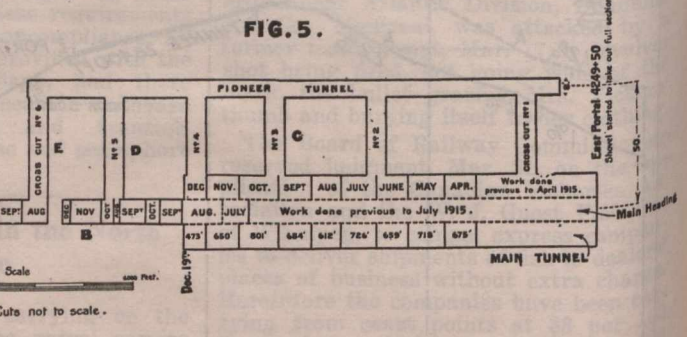 FIG. 5.
PIONEER TUNNEL
CROSS CUT Nº 6
E
Nº 5
D
Nº 4
Nº 3
C
Nº 2
CROSS CUT Nº 1
East Portal 4249+50
Shovel started to take out full section
50
DEC NOV. OCT. SEPT AUG JULY JUNE MAY APR. Work done previous to April 1915.
SEPT AUG DEC NOV OCT AUG SEPT OCT. SEPT AUG. JULY Work done previous to July 1915. Main Heading
B
475' 650' 801' 684' 612' 726' 659' 718' 675'
MAIN TUNNEL
Dec. 19
Scale
Feet.
Cuts not to scale.